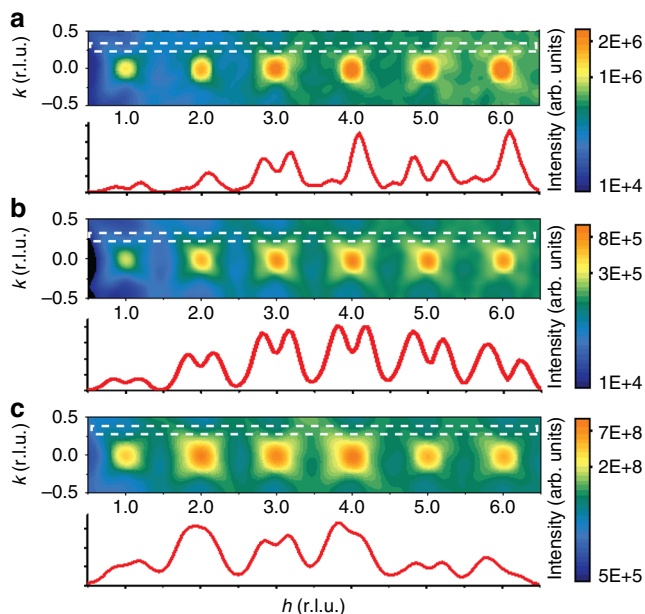 a
0.5
0.0
–0.5
k (r.l.u.)
1.0 2.0 3.0 4.0 5.0 6.0
2E+6
1E+6
1E+4
Intensity (arb. units)
b
0.5
0.0
–0.5
k (r.l.u.)
1.0 2.0 3.0 4.0 5.0 6.0
8E+5
3E+5
1E+4
Intensity (arb. units)
c
0.5
0.0
–0.5
k (r.l.u.)
1.0 2.0 3.0 4.0 5.0 6.0
7E+8
2E+8
5E+5
Intensity (arb. units)
h (r.l.u.)